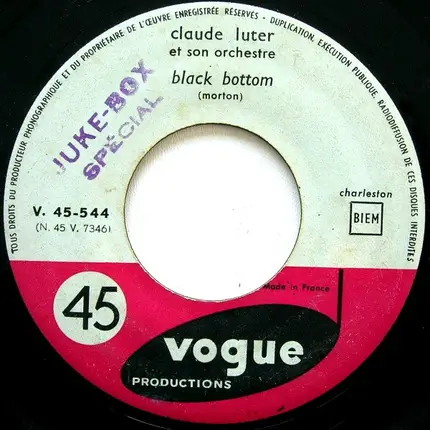 TOUS DROITS DU PRODUCTEUR PHONOGRAPHIQUE ET DU PROPRIÉTAIRE DE L'ŒUVRE ENREGISTRÉE RÉSERVÉS - DUPLICATION, EXÉCUTION PUBLIQUE, RADIODIFFUSION DE CES DISQUES INTERDITES
claude luter
et son orchestre
black bottom
(morton)
JUKE-BOX
SPÉCIAL
V. 45-544
(N. 45 V. 7346)
charleston
BIEM
Made in France
45
vogue
PRODUCTIONS